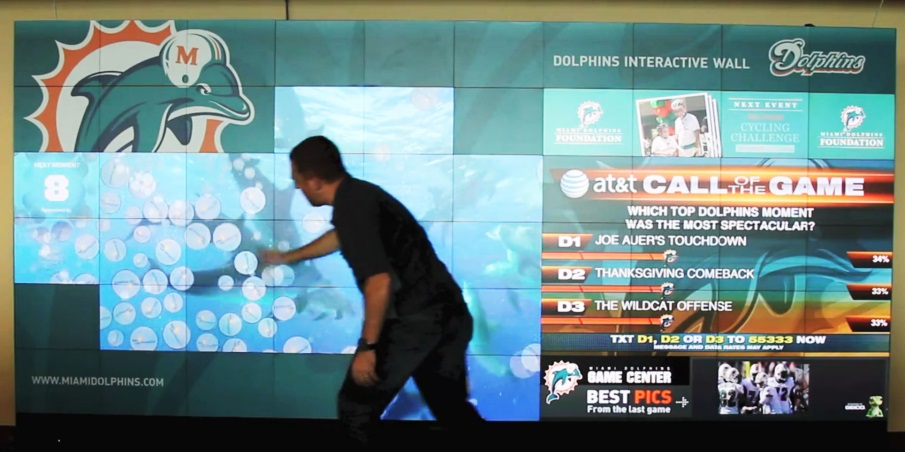 M
DOLPHINS INTERACTIVE WALL
Dolphins
MIAMI DOLPHINS
FOUNDATION
NEXT EVENT
CYCLING
CHALLENGE
MIAMI DOLPHINS
FOUNDATION
NEXT MOMENT
8
at&t CALL OF THE GAME
WHICH TOP DOLPHINS MOMENT
WAS THE MOST SPECTACULAR?
D1 JOE AUER'S TOUCHDOWN
34%
D2 THANKSGIVING COMEBACK
33%
D3 THE WILDCAT OFFENSE
33%
TXT D1, D2 OR D3 TO 55333 NOW
MESSAGE AND DATA RATES MAY APPLY
WWW.MIAMIDOLPHINS.COM
MIAMI DOLPHINS
GAME CENTER
BEST PICS
From the last game
GEICO